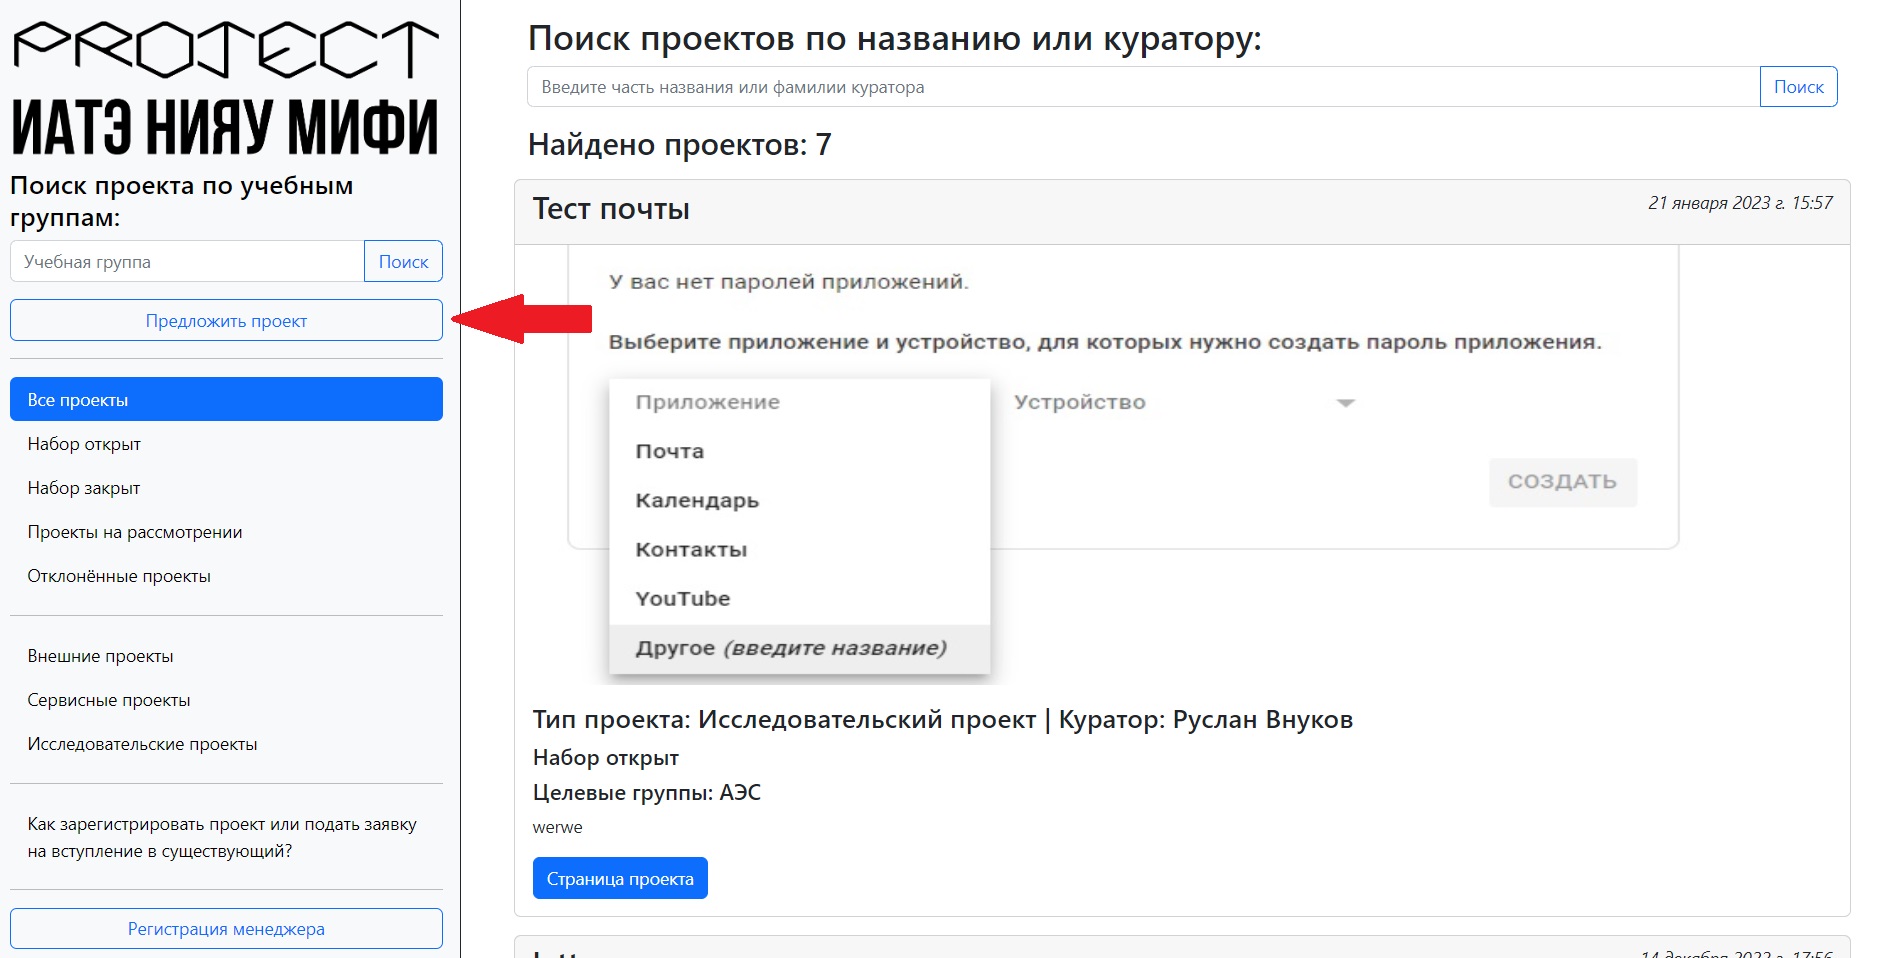 PROJECT
ИАТЭ НИЯУ МИФИ
Поиск проекта по учебным
группам:
Учебная группа
Поиск
Предложить проект
Все проекты
Набор открыт
Набор закрыт
Проекты на рассмотрении
Отклонённые проекты
Внешние проекты
Сервисные проекты
Исследовательские проекты
Как зарегистрировать проект или подать заявку
на вступление в существующий?
Регистрация менеджера
Поиск проектов по названию или куратору:
Введите часть названия или фамилии куратора
Поиск
Найдено проектов: 7
Тест почты
21 января 2023 г. 15:57
У вас нет паролей приложений.
Выберите приложение и устройство, для которых нужно создать пароль приложения.
Приложение
Устройство
Почта
Календарь
Контакты
YouTube
Другое (введите название)
СОЗДАТЬ
Тип проекта: Исследовательский проект | Куратор: Руслан Внуков
Набор открыт
Целевые группы: АЭС
werwe
Страница проекта
14 декабря 2022 г. 17:56